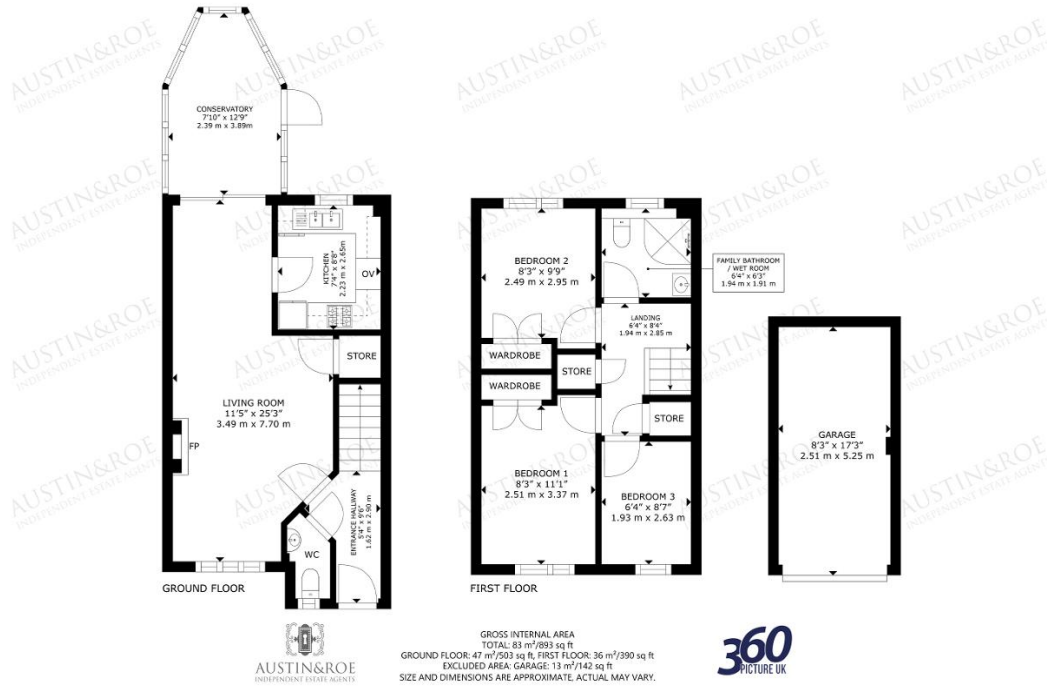 CONSERVATORY
7'10" x 12'9"
2.39 m x 3.89m
KITCHEN
7'4" x 8'8"
2.23 m x 2.65m
OV
STORE
LIVING ROOM
11'5" x 25'3"
3.49 m x 7.70 m
FP
ENTRANCE HALLWAY
5'4" x 9'6"
1.62 m x 2.90 m
WC
GROUND FLOOR
BEDROOM 2
8'3" x 9'9"
2.49 m x 2.95 m
FAMILY BATHROOM
/ WET ROOM
6'4" x 6'3"
1.94 m x 1.91 m
LANDING
6'4" x 8'4"
1.94 m x 2.85 m
WARDROBE
STORE
WARDROBE
STORE
BEDROOM 1
8'3" x 11'1"
2.51 m x 3.37 m
BEDROOM 3
6'4" x 8'7"
1.93 m x 2.63 m
FIRST FLOOR
GARAGE
8'3" x 17'3"
2.51 m x 5.25 m
AUSTIN&ROE
INDEPENDENT ESTATE AGENTS
GROSS INTERNAL AREA
TOTAL: 83 m²/893 sq ft
GROUND FLOOR: 47 m²/503 sq ft, FIRST FLOOR: 36 m²/390 sq ft
EXCLUDED AREA: GARAGE: 13 m²/142 sq ft
SIZE AND DIMENSIONS ARE APPROXIMATE, ACTUAL MAY VARY.
360
PICTURE UK